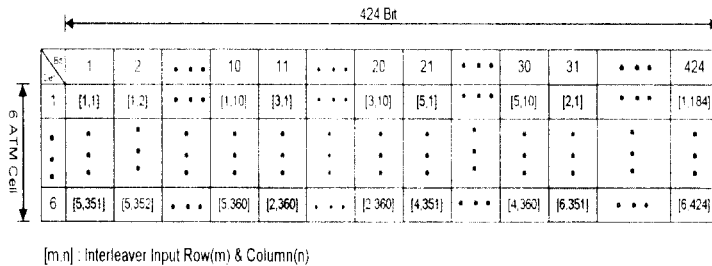 424 Bit
Bit 1 2 • • • 10 11 • • • 20 21 • • • 30 31 • • • 424
Cell
1 [1,1] [1,2] • • • [1,10] [3,1] • • • [3,10] [5,1] • • • [5,10] [2,1] • • • [1,184]
6 ATM Cell
6 [5,351] [5,352] • • • [5,360] [2,360] • • • [2,360] [4,351] • • • [4,360] [6,351] • • • [6,424]
[m,n] : Interleaver Input Row(m) & Column(n)